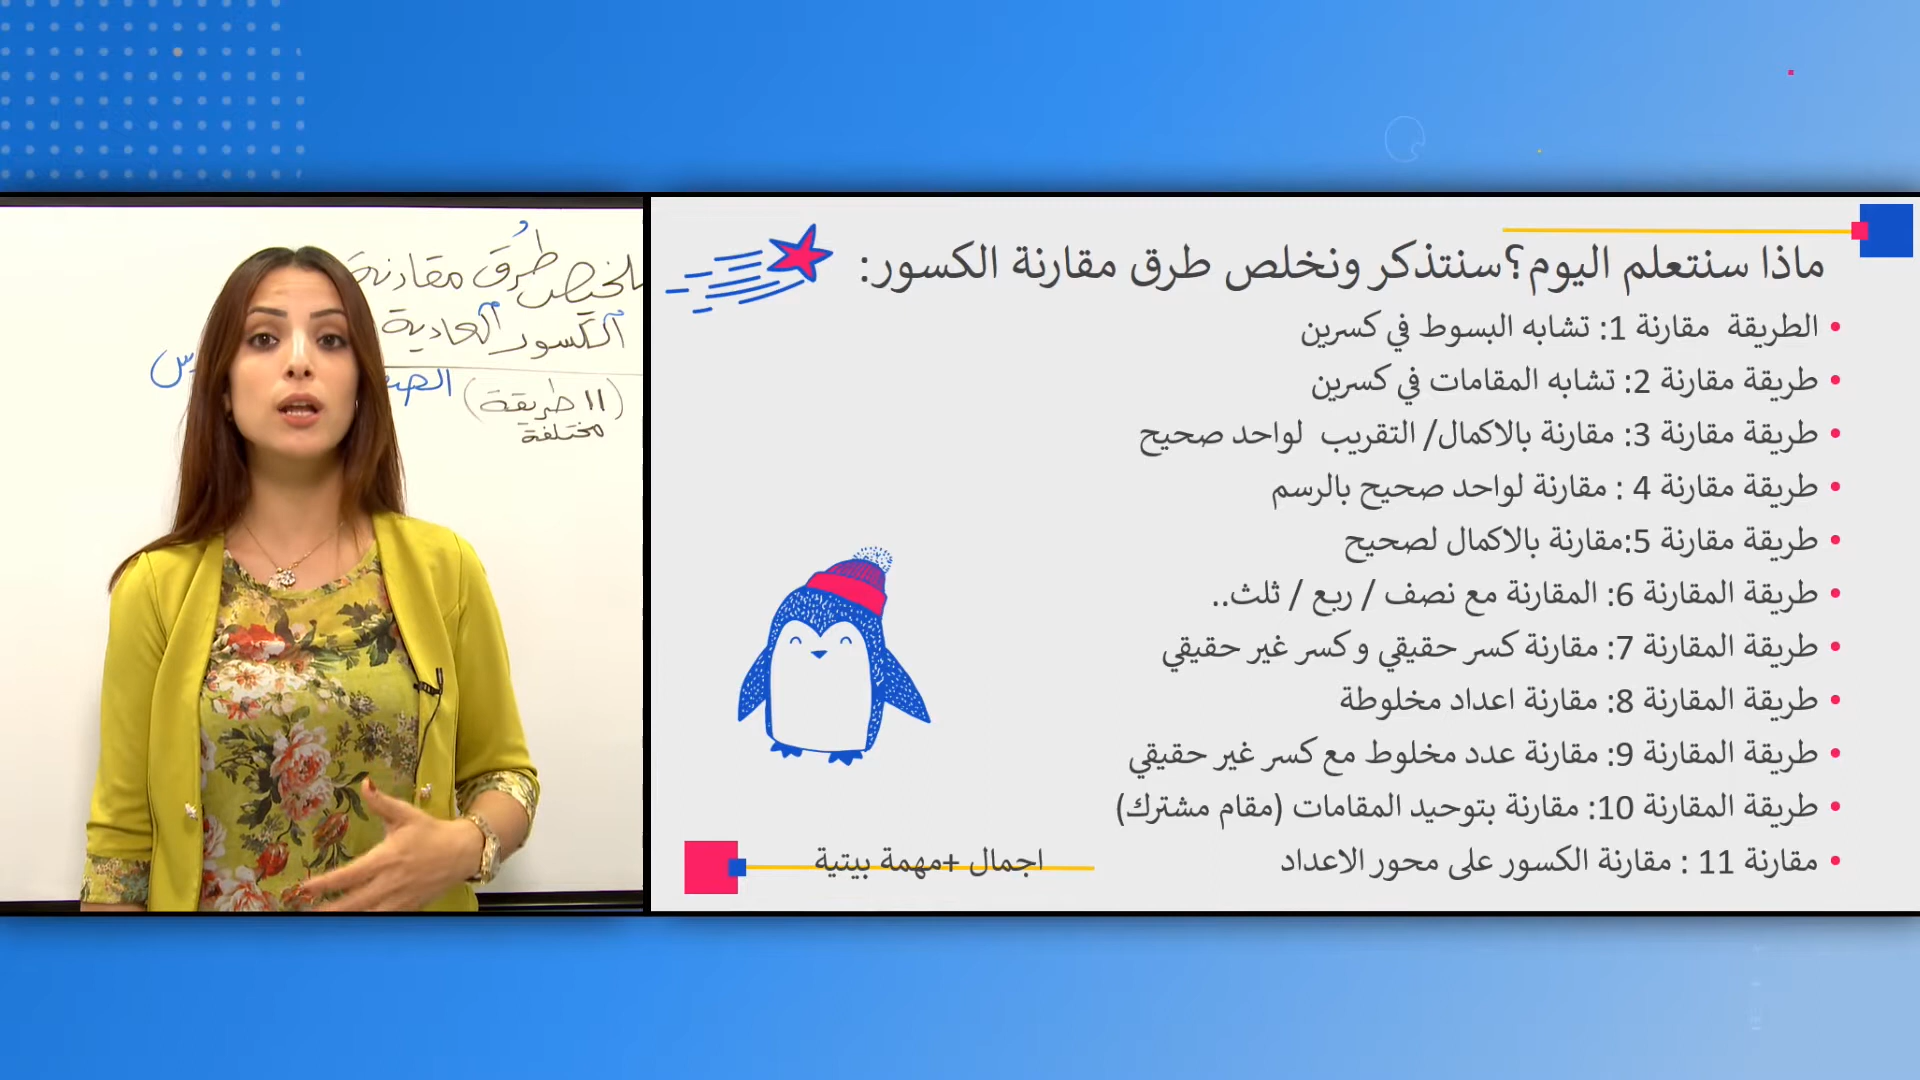 ماذا سنتعلم اليوم؟سنتذكر ونخلص طرق مقارنة الكسور:
الطريقة  مقارنة 1: تشابه البسوط في كسرين
طريقة مقارنة 2: تشابه المقامات في كسرين
طريقة مقارنة 3: مقارنة بالاكمال/ التقريب  لواحد صحيح
طريقة مقارنة 4 : مقارنة لواحد صحيح بالرسم
طريقة مقارنة 5:مقارنة بالاكمال لصحيح
طريقة المقارنة 6: المقارنة مع نصف / ربع / ثلث..
طريقة المقارنة 7: مقارنة كسر حقيقي و كسر غير حقيقي
طريقة المقارنة 8: مقارنة اعداد مخلوطة
طريقة المقارنة 9: مقارنة عدد مخلوط مع كسر غير حقيقي
طريقة المقارنة 10: مقارنة بتوحيد المقامات (مقام مشترك)
مقارنة 11 : مقارنة الكسور على محور الاعداد
اجمال +مهمة بيتية
طُرق مقارنة
الكسور العادية
(11 طريقة
مختلفة)